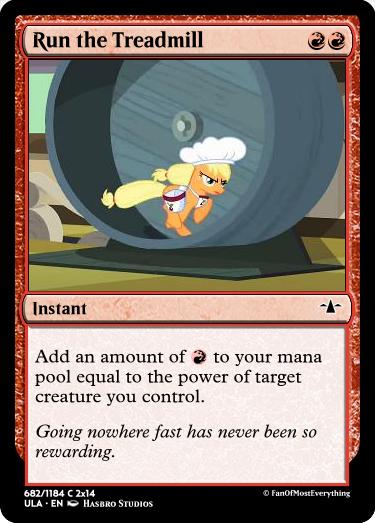 Run the Treadmill
Instant
Add an amount of to your mana
pool equal to the power of target
creature you control.
Going nowhere fast has never been so
rewarding.
682/1184 C 2x14
ULA • EN Hasbro Studios © FanOfMostEverything